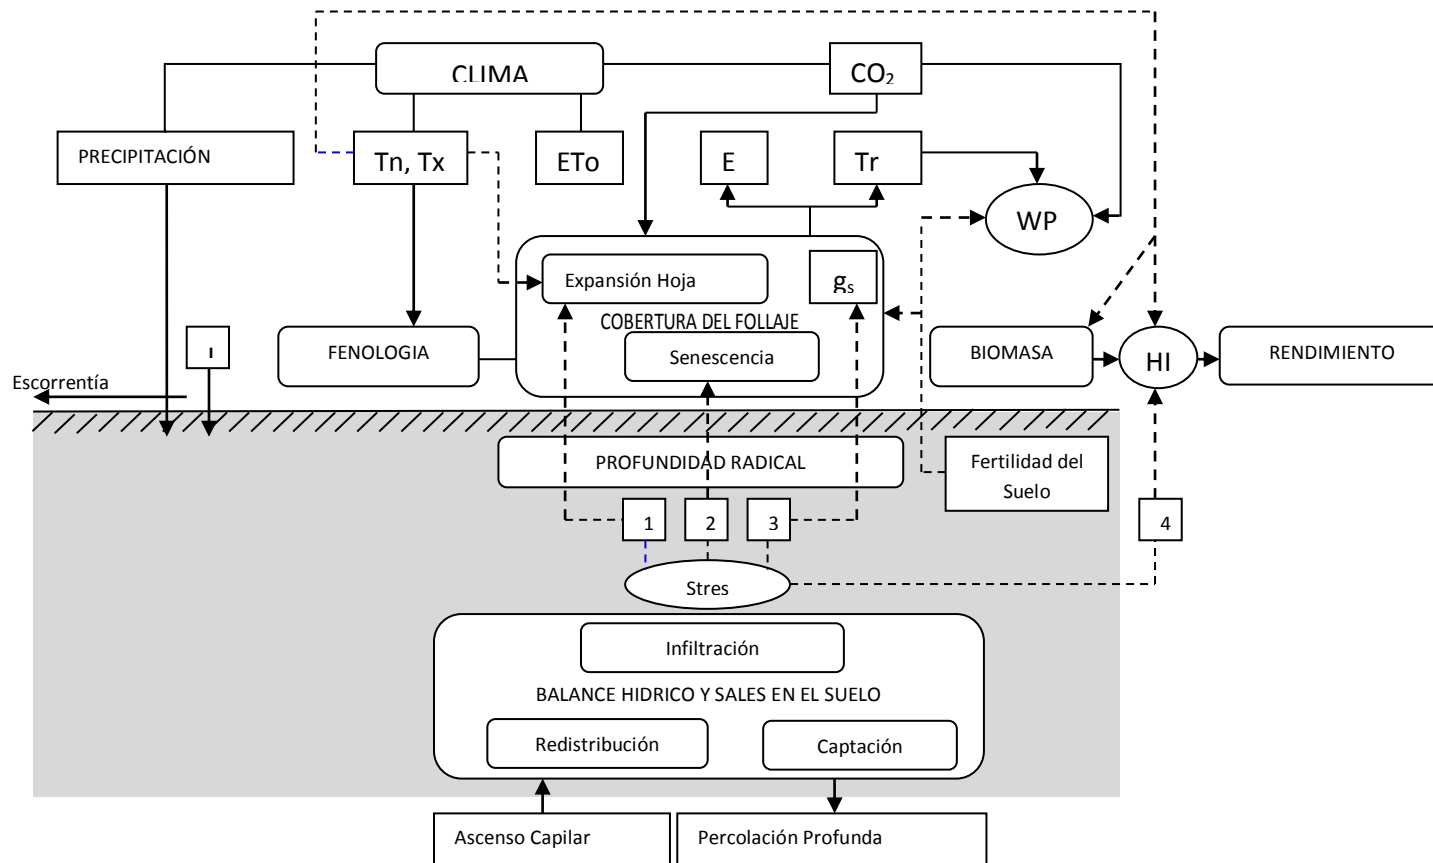 CLIMA
CO₂
PRECIPITACIÓN
Tn, Tx
ETo
E
Tr
WP
Expansión Hoja
gs
COBERTURA DEL FOLLAJE
FENOLOGIA
Senescencia
BIOMASA
HI
RENDIMIENTO
I
Escorrentía
PROFUNDIDAD RADICAL
Fertilidad del
Suelo
1
2
3
4
Stres
Infiltración
BALANCE HIDRICO Y SALES EN EL SUELO
Redistribución
Captación
Ascenso Capilar
Percolación Profunda